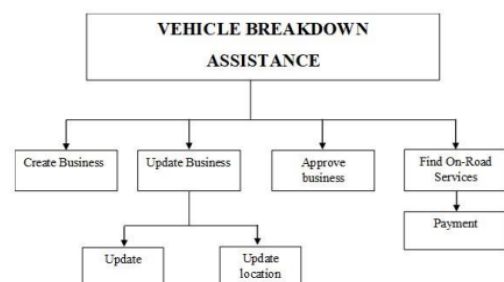 VEHICLE BREAKDOWN
ASSISTANCE
Create Business
Update Business
Approve
business
Find On-Road
Services
Payment
Update
Update
location